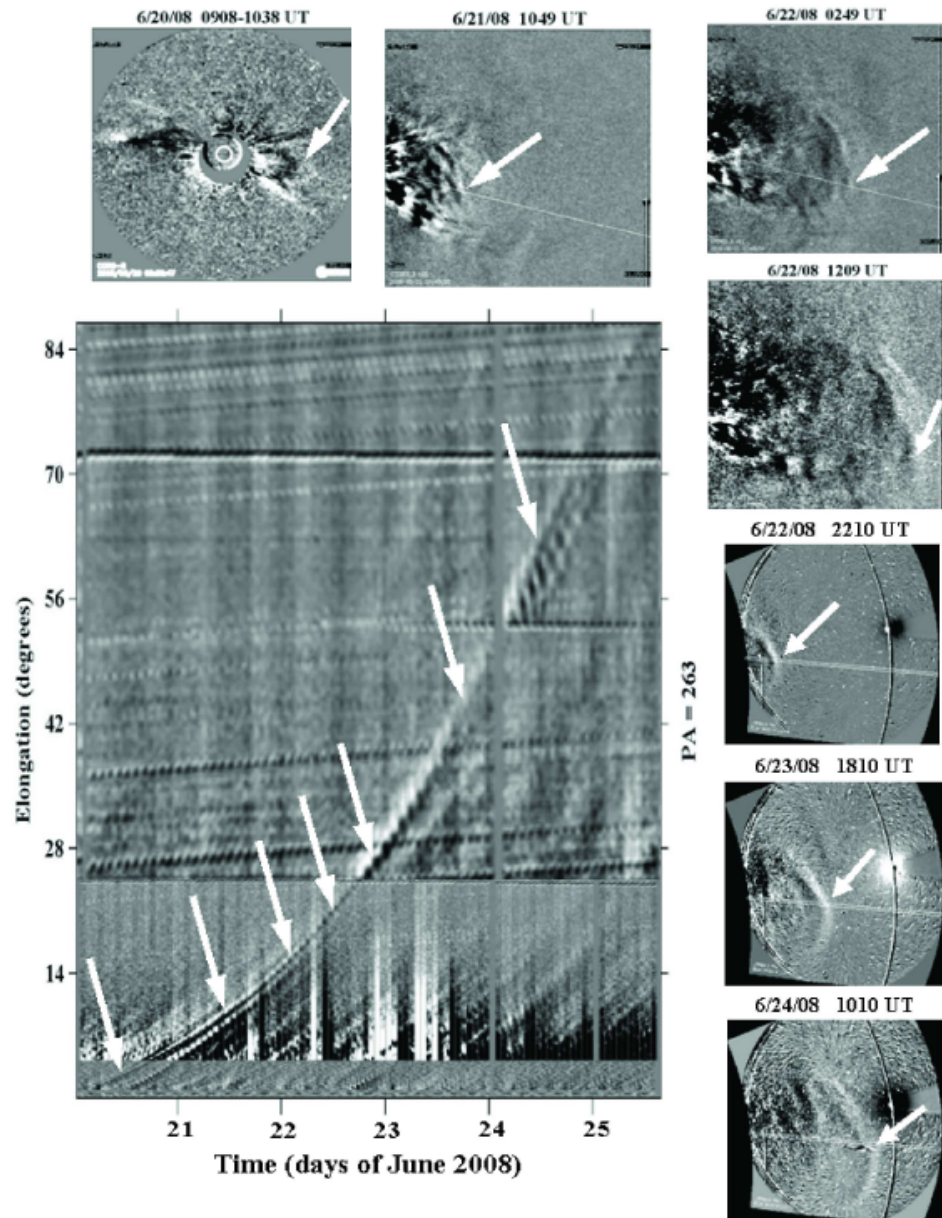 6/20/08 0908-1038 UT
6/21/08 1049 UT
6/22/08 0249 UT
6/22/08 1209 UT
6/22/08 2210 UT
6/23/08 1810 UT
6/24/08 1010 UT
84
70
56
42
28
14
Elongation (degrees)
PA = 263
21 22 23 24 25
Time (days of June 2008)